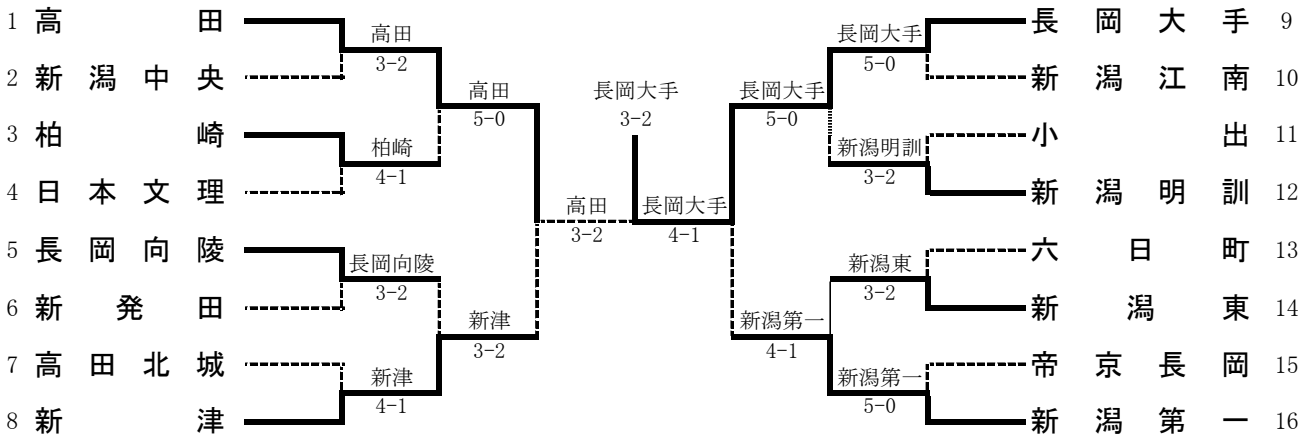 1 高田
2 新潟中央
3 柏崎
4 日本文理
5 長岡向陵
6 新発田
7 高田北城
8 新津
高田
3-2
柏崎
4-1
長岡向陵
3-2
新津
4-1
高田
5-0
新津
3-2
高田
3-2
長岡大手
3-2
長岡大手
4-1
長岡大手
5-0
新潟第一
4-1
長岡大手
5-0
新潟明訓
3-2
新潟東
3-2
新潟第一
5-0
長岡大手 9
新潟江南 10
小出 11
新潟明訓 12
六日町 13
新潟東 14
帝京長岡 15
新潟第一 16